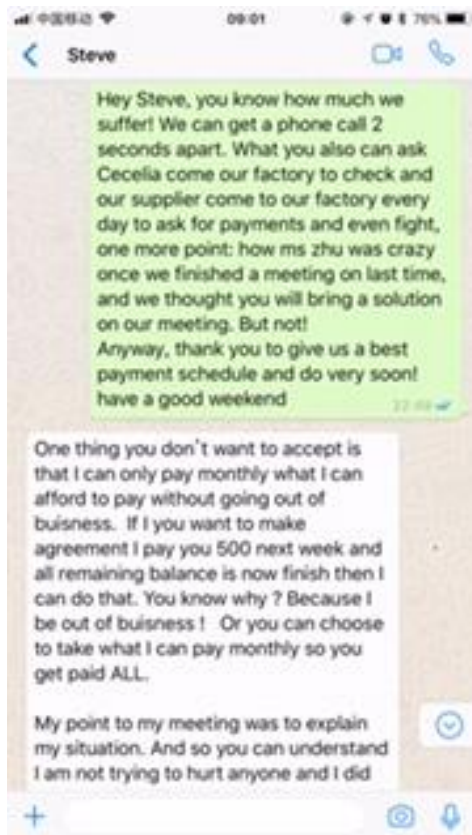 中国移动 09:01 76%
Steve
Hey Steve, you know how much we
suffer! We can get a phone call 2
seconds apart. What you also can ask
Cecelia come our factory to check and
our supplier come to our factory every
day to ask for payments and even fight,
one more point: how ms zhu was crazy
once we finished a meeting on last time,
and we thought you will bring a solution
on our meeting. But not!
Anyway, thank you to give us a best
payment schedule and do very soon!
have a good weekend
One thing you don't want to accept is
that I can only pay monthly what I can
afford to pay without going out of
buisness. If I you want to make
agreement I pay you 500 next week and
all remaining balance is now finish then I
can do that. You know why ? Because I
be out of buisness ! Or you can choose
to take what I can pay monthly so you
get paid ALL.
My point to my meeting was to explain
my situation. And so you can understand
I am not trying to hurt anyone and I did